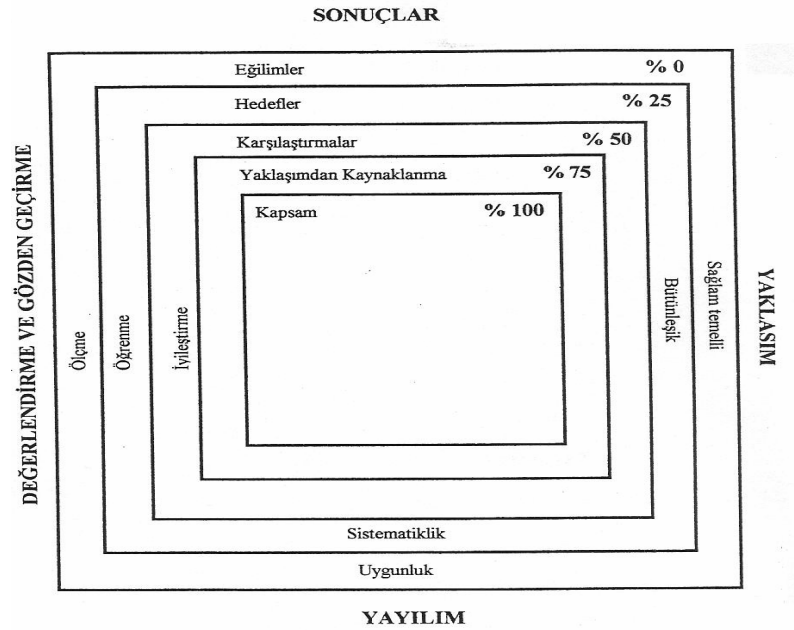 SONUÇLAR
Eğilimler % 0
Hedefler % 25
Karşılaştırmalar % 50
Yaklaşımdan Kaynaklanma % 75
Kapsam % 100
DEĞERLENDİRME VE GÖZDEN GEÇİRME
Ölçme
Öğrenme
İyileştirme
Bütünleşik
Sağlam temelli
YAKLASIM
Sistematiklik
Uygunluk
YAYILIM